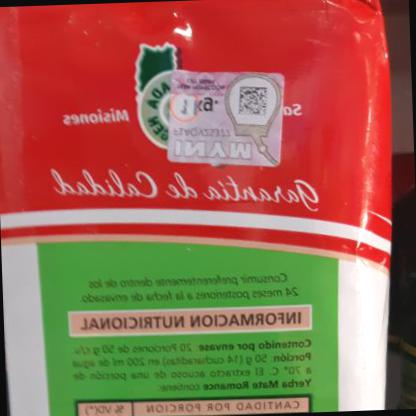 Misiones
Garantía de Calidad
Consumir preferentemente dentro de los
24 meses posteriores a la fecha de envasado.
INFORMACION NUTRICIONAL
Contenido por envase: 20 Porciones de 50 g c/u
Porción: 50 g (14 cucharaditas) en 200 ml de agua
a 70°. El extracto acuoso de una porción de
Yerba Mate Romance contiene:
CANTIDAD POR PORCION % VD(*)